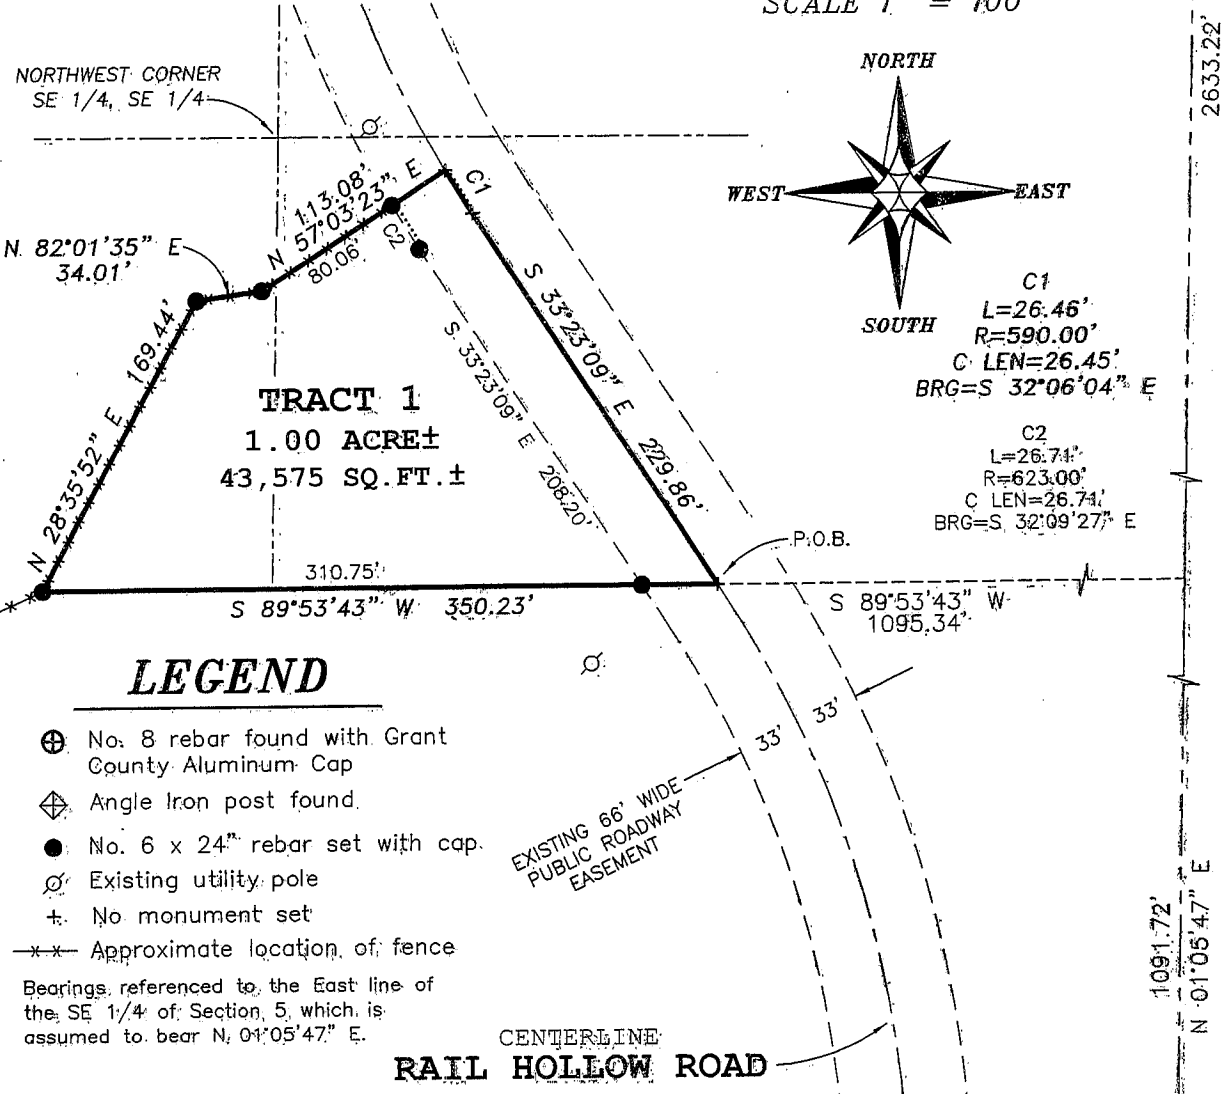 SCALE 1" = 100'
2633.22'
NORTHWEST CORNER
SE 1/4, SE 1/4
NORTH
WEST
EAST
SOUTH
C1
113.08'
N 57°03'23" E
80.06'
C2
N 82°01'35" E
34.01'
169.44'
N 28°35'52" E
S 33°23'09" E 229.86'
S 33°23'09" E 208.20'
TRACT 1
1.00 ACRE±
43,575 SQ.FT.±
C1
L=26.46'
R=590.00'
C LEN=26.45'
BRG=S 32°06'04" E
C2
L=26.71'
R=623.00'
C LEN=26.71'
BRG=S 32°09'27" E
P.O.B.
310.75'
S 89°53'43" W 350.23'
S 89°53'43" W
1095.34'
LEGEND
No. 8 rebar found with Grant
County Aluminum Cap
Angle Iron post found.
No. 6 x 24" rebar set with cap.
Existing utility pole
No monument set
Approximate location of fence
Bearings referenced to the East line of
the SE 1/4 of Section 5, which is
assumed to bear N 01°05'47" E.
33'
33'
EXISTING 66' WIDE
PUBLIC ROADWAY
EASEMENT
1091.72'
N 01°05'47" E
CENTERLINE
RAIL HOLLOW ROAD